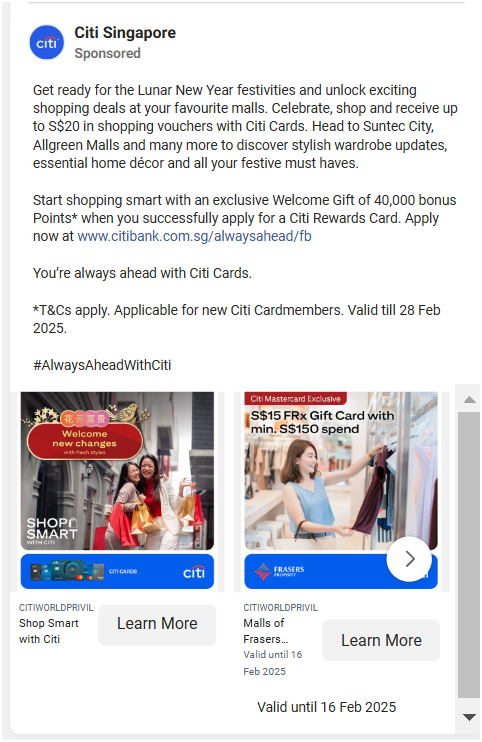 citi
Citi Singapore
Sponsored
Get ready for the Lunar New Year festivities and unlock exciting
shopping deals at your favourite malls. Celebrate, shop and receive up
to S$20 in shopping vouchers with Citi Cards. Head to Suntec City,
Allgreen Malls and many more to discover stylish wardrobe updates,
essential home décor and all your festive must haves.
Start shopping smart with an exclusive Welcome Gift of 40,000 bonus
Points* when you successfully apply for a Citi Rewards Card. Apply
now at www.citibank.com.sg/alwaysahead/fb
You’re always ahead with Citi Cards.
*T&Cs apply. Applicable for new Citi Cardmembers. Valid till 28 Feb
2025.
#AlwaysAheadWithCiti
花开富贵
Welcome
new changes
with fresh styles
SHOP
SMART
WITH CITI
CITI CARDS
citi
CITIWORLDPRIVIL
Shop Smart
with Citi
Learn More
Citi Mastercard Exclusive
S$15 FRx Gift Card with
min. S$150 spend
FRASERS
PROPERTY
CITIWORLDPRIVIL
Malls of
Frasers…
Valid until 16
Feb 2025
Learn More
Valid until 16 Feb 2025